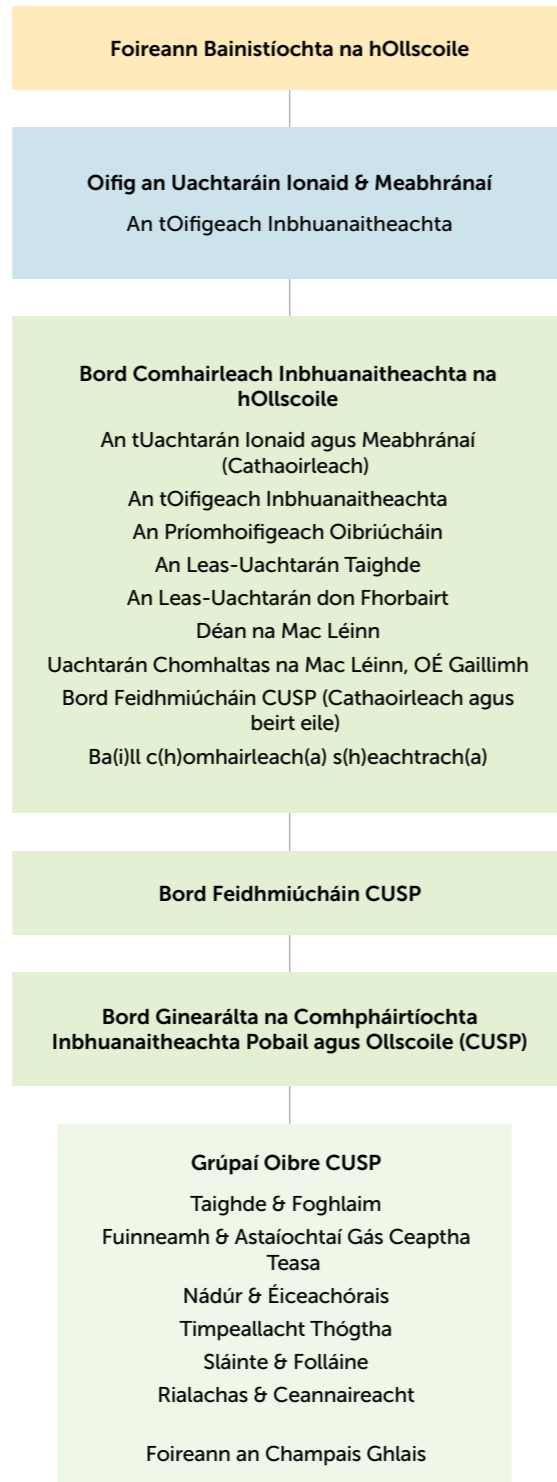 Foireann Bainistíochta na hOllscoile
Oifig an Uachtaráin Ionaid & Meabhránaí
An tOifigeach Inbhuanaitheachta
Bord Comhairleach Inbhuanaitheachta na
hOllscoile
An tUachtarán Ionaid agus Meabhránaí
(Cathaoirleach)
An tOifigeach Inbhuanaitheachta
An Príomhoifigeach Oibriúcháin
An Leas-Uachtarán Taighde
An Leas-Uachtarán don Fhorbairt
Déan na Mac Léinn
Uachtarán Chomhaltas na Mac Léinn, OÉ Gaillimh
Bord Feidhmiúcháin CUSP (Cathaoirleach agus
beirt eile)
Ba(i)ll c(h)omhairleach(a) s(h)eachtrach(a)
Bord Feidhmiúcháin CUSP
Bord Ginearálta na Comhpháirtíochta
Inbhuanaitheachta Pobail agus Ollscoile (CUSP)
Grúpaí Oibre CUSP
Taighde & Foghlaim
Fuinneamh & Astaíochtaí Gás Ceaptha
Teasa
Nádúr & Éiceachórais
Timpeallacht Thógtha
Sláinte & Folláine
Rialachas & Ceannaireacht
Foireann an Champais Ghlais